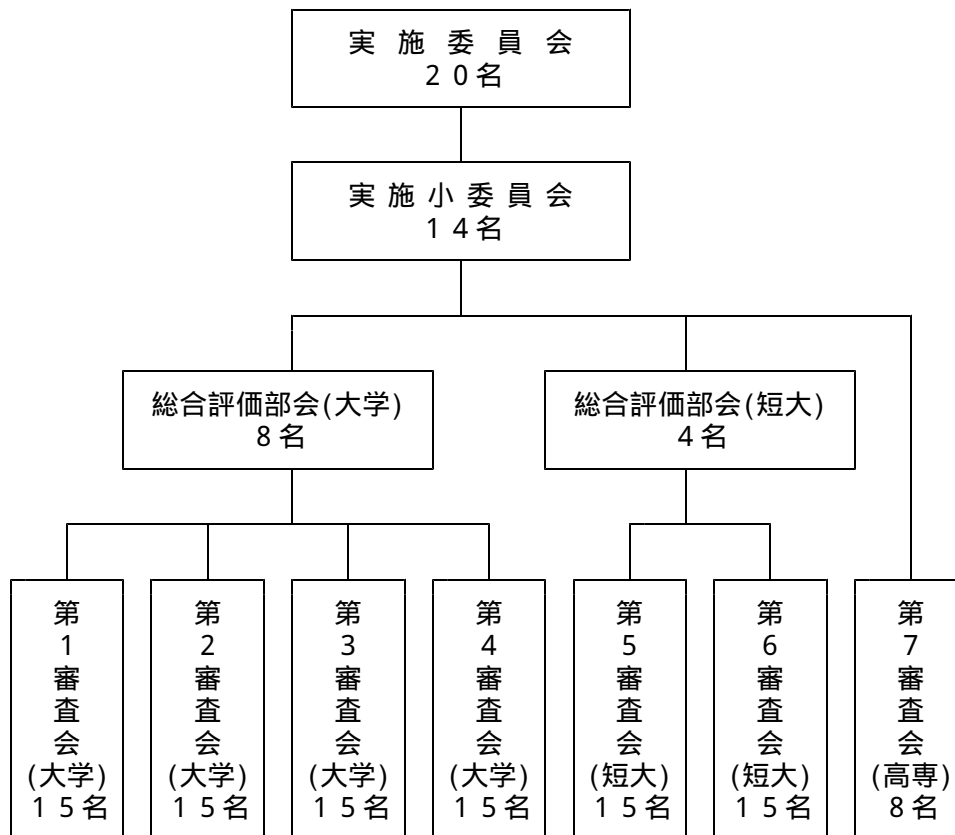 実施委員会
20名
実施小委員会
14名
総合評価部会(大学)
8名
総合評価部会(短大)
4名
第1審査会(大学)
15名
第2審査会(大学)
15名
第3審査会(大学)
15名
第4審査会(大学)
15名
第5審査会(短大)
15名
第6審査会(短大)
15名
第7審査会(高専)
8名